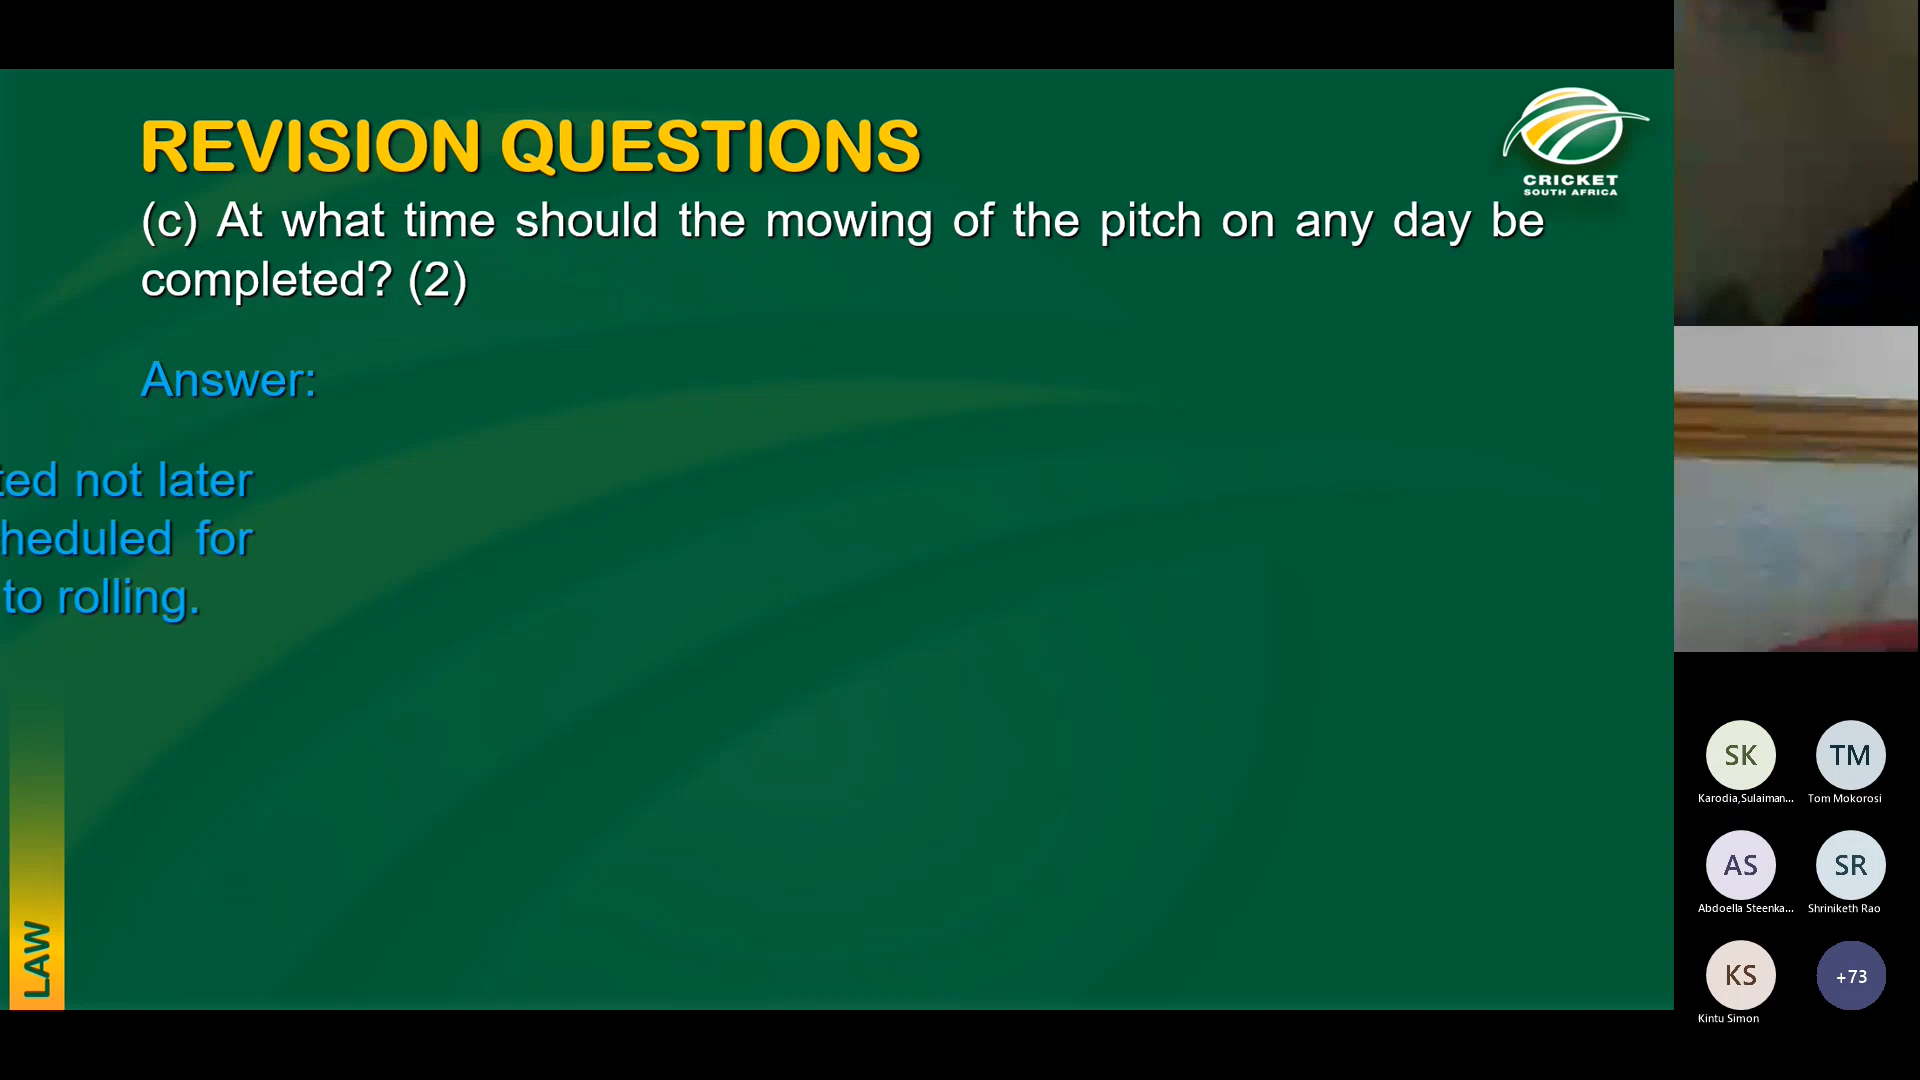 REVISION QUESTIONS
CRICKET
SOUTH AFRICA
(c) At what time should the mowing of the pitch on any day be
completed? (2)
Answer:
ted not later
heduled for
to rolling.
LAW
SK
TM
Karodia,Sulaiman...
Tom Mokorosi
AS
SR
Abdoella Steenka...
Shriniketh Rao
KS
+73
Kintu Simon